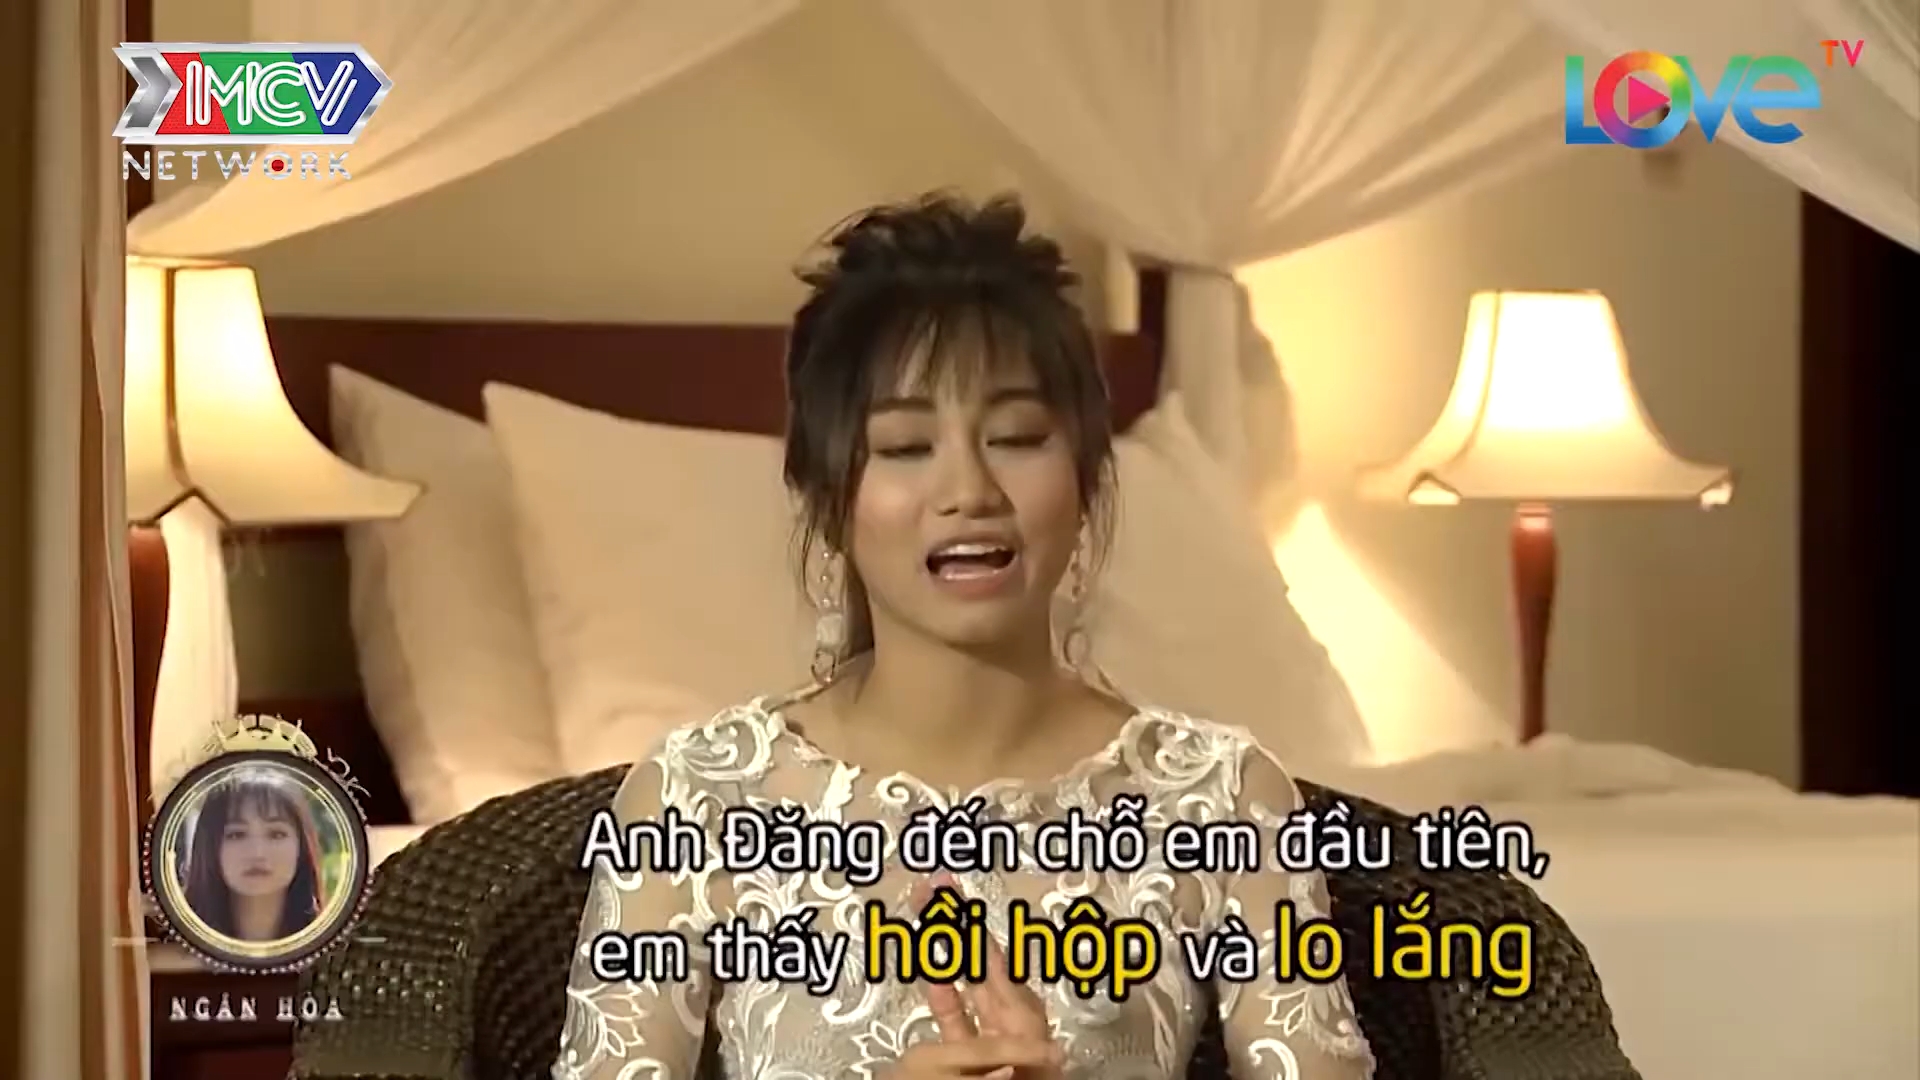 MCV
NETWORK
LOVE TV
Anh Đăng đến chỗ em đầu tiên,
em thấy hồi hộp và lo lắng
NGÂN HÒA